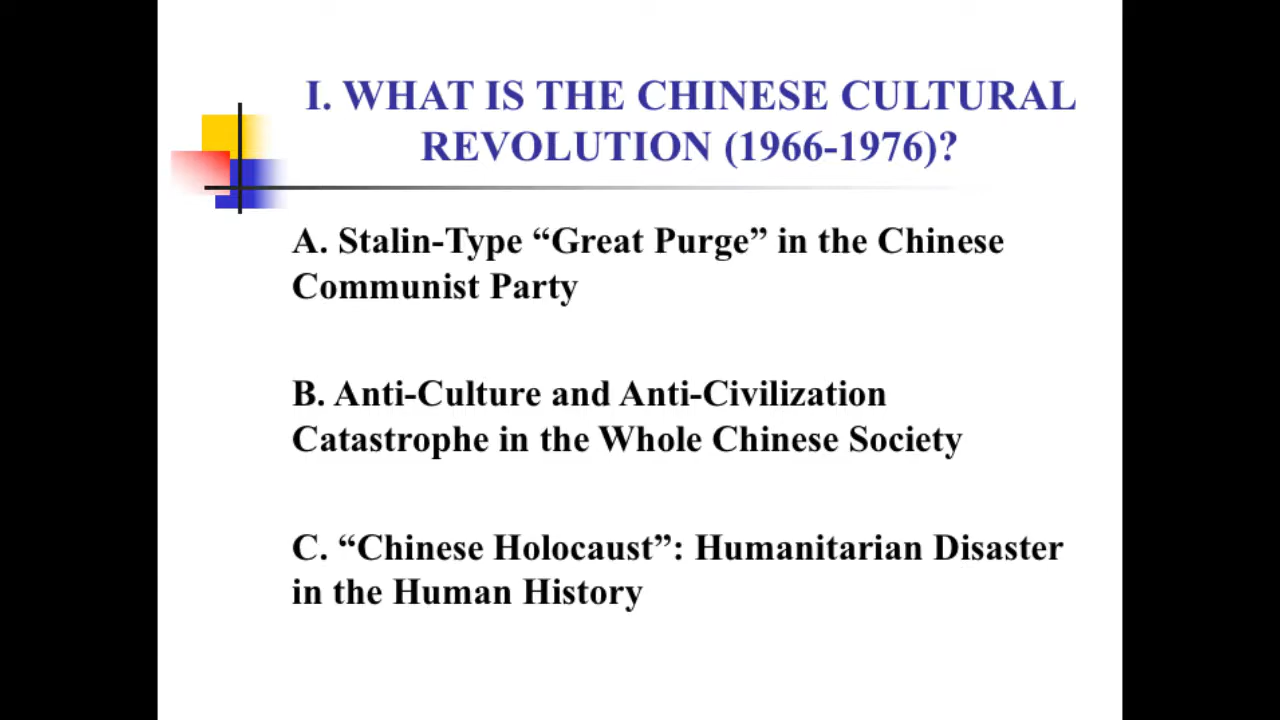 I. WHAT IS THE CHINESE CULTURAL
REVOLUTION (1966-1976)?
A. Stalin-Type “Great Purge” in the Chinese
Communist Party
B. Anti-Culture and Anti-Civilization
Catastrophe in the Whole Chinese Society
C. “Chinese Holocaust”: Humanitarian Disaster
in the Human History